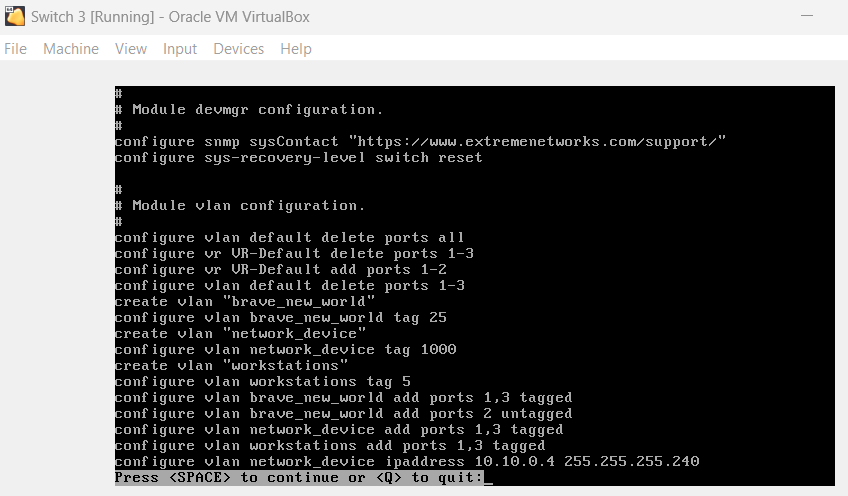 Switch 3 [Running] - Oracle VM VirtualBox
File Machine View Input Devices Help
#
# Module devmgr configuration.
#
configure snmp sysContact "https://www.extremenetworks.com/support/"
configure sys-recovery-level switch reset
#
# Module vlan configuration.
#
configure vlan default delete ports all
configure vr VR-Default delete ports 1-3
configure vr VR-Default add ports 1-2
configure vlan default delete ports 1-3
create vlan "brave_new_world"
configure vlan brave_new_world tag 25
create vlan "network_device"
configure vlan network_device tag 1000
create vlan "workstations"
configure vlan workstations tag 5
configure vlan brave_new_world add ports 1,3 tagged
configure vlan brave_new_world add ports 2 untagged
configure vlan network_device add ports 1,3 tagged
configure vlan workstations add ports 1,3 tagged
configure vlan network_device ipaddress 10.10.0.4 255.255.255.240
Press <SPACE> to continue or <Q> to quit:_